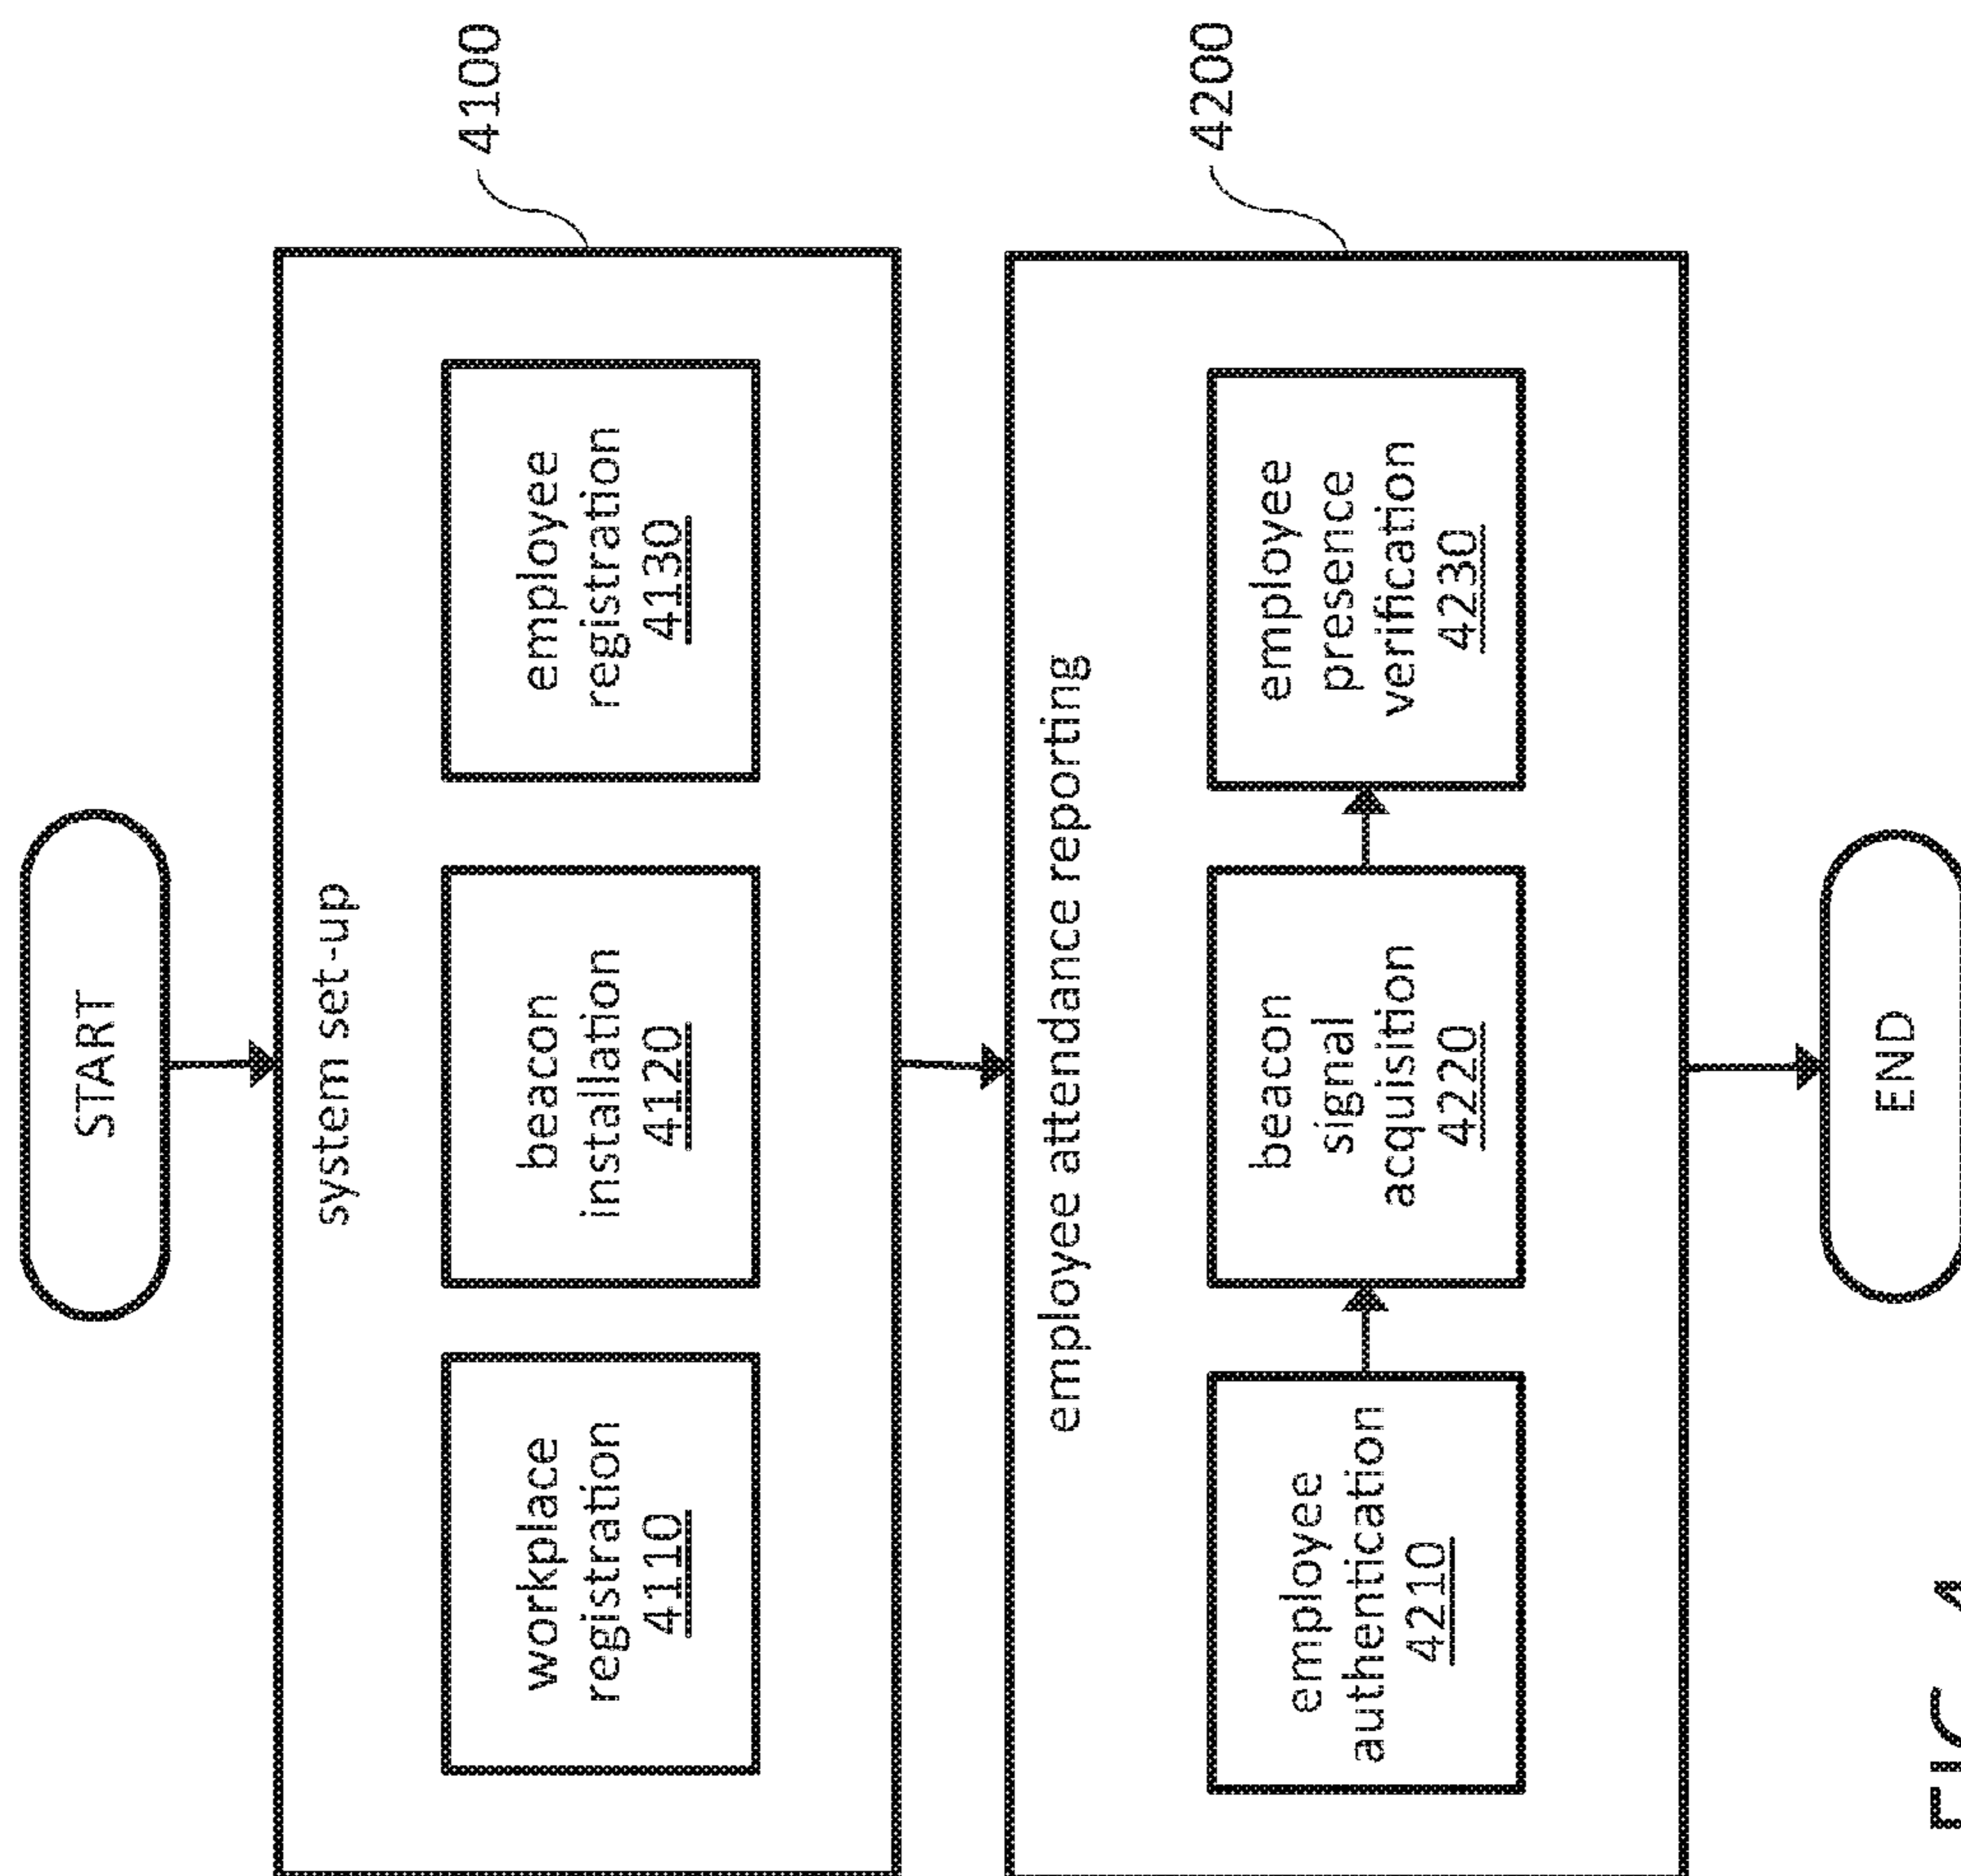 START
system set-up
4100
workplace
registration
4110
beacon
installation
4120
employee
registration
4130
employee attendance reporting
4200
employee
authentication
4210
beacon
signal
acquisition
4220
employee
presence
verification
4230
END